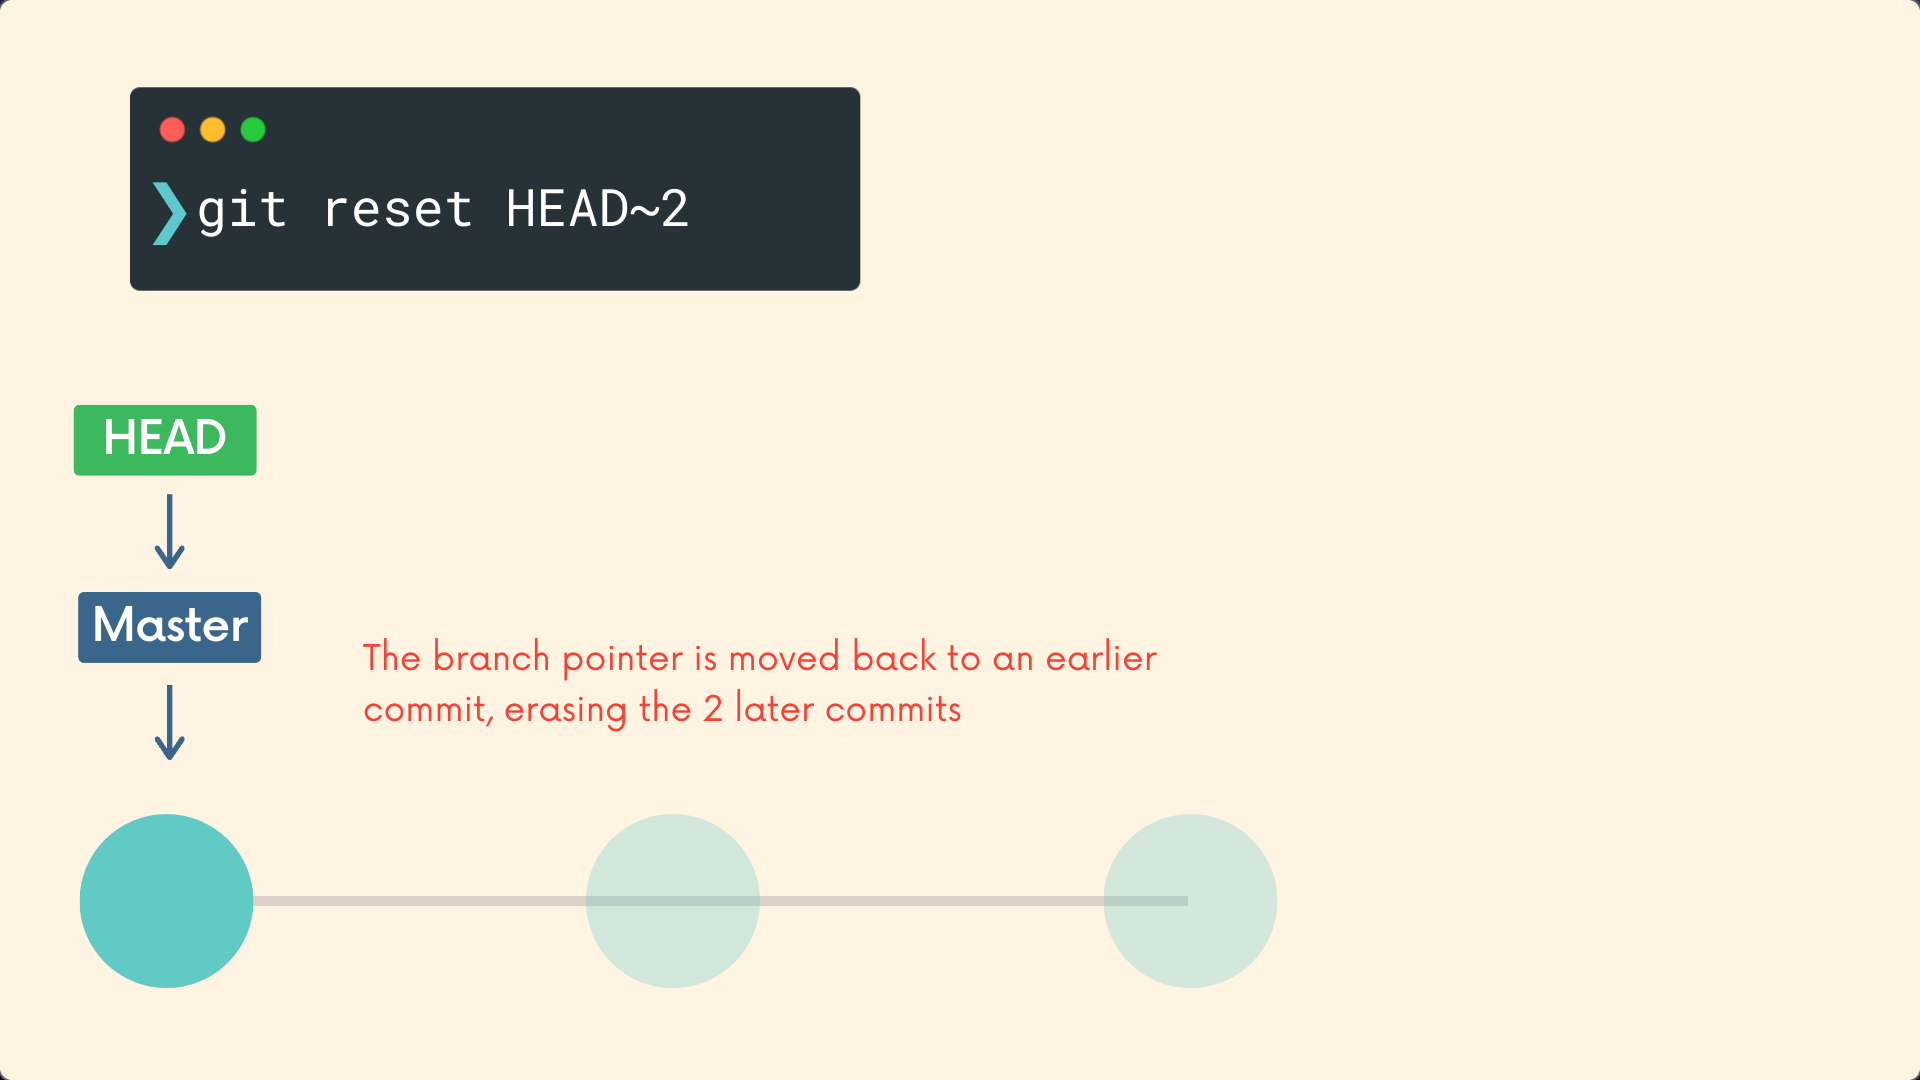 ❯git reset HEAD~2
HEAD
Master
The branch pointer is moved back to an earlier
commit, erasing the 2 later commits